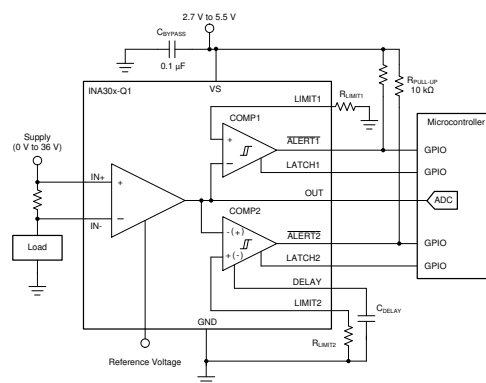 2.7 V to 5.5 V
CBYPASS
0.1 µF
RPULL-UP
10 kΩ
INA30x-Q1
VS
LIMIT1
RLIMIT1
Microcontroller
COMP1
Supply
(0 V to 36 V)
+
ALERT1
GPIO
−
LATCH1
GPIO
IN+
+
OUT
ADC
IN-
−
COMP2
Load
-(+)
ALERT2
GPIO
+(-)
LATCH2
GPIO
DELAY
CDELAY
LIMIT2
GND
RLIMIT2
Reference Voltage